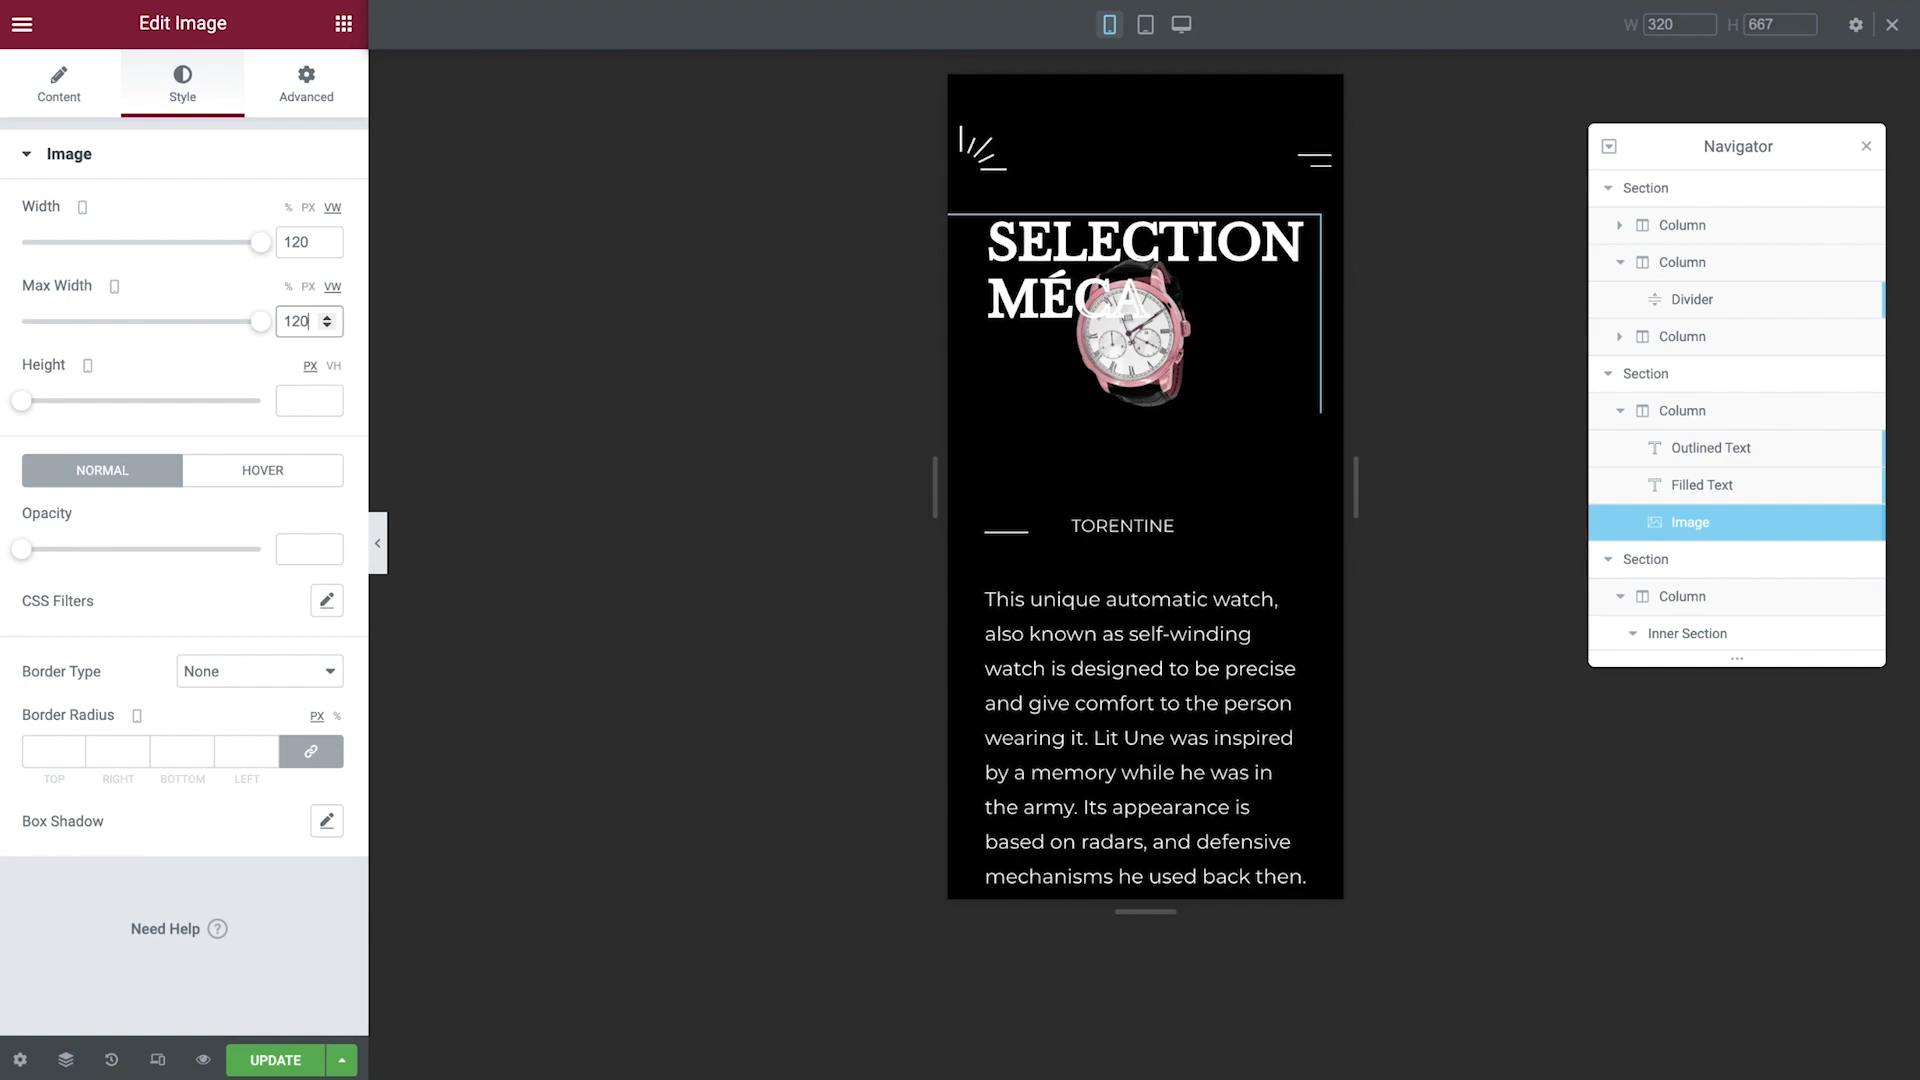 Edit Image
W 320
H 667
Content
Style
Advanced
Image
Width
% PX VW
120
Max Width
% PX VW
120
Height
PX VH
NORMAL
HOVER
Opacity
CSS Filters
Border Type
None
Border Radius
PX %
TOP
RIGHT
BOTTOM
LEFT
Box Shadow
Need Help ?
UPDATE
SELECTION
MÉCA
TORENTINE
This unique automatic watch,
also known as self-winding
watch is designed to be precise
and give comfort to the person
wearing it. Lit Une was inspired
by a memory while he was in
the army. Its appearance is
based on radars, and defensive
mechanisms he used back then.
Navigator
Section
Column
Column
Divider
Column
Section
Column
Outlined Text
Filled Text
Image
Section
Column
Inner Section